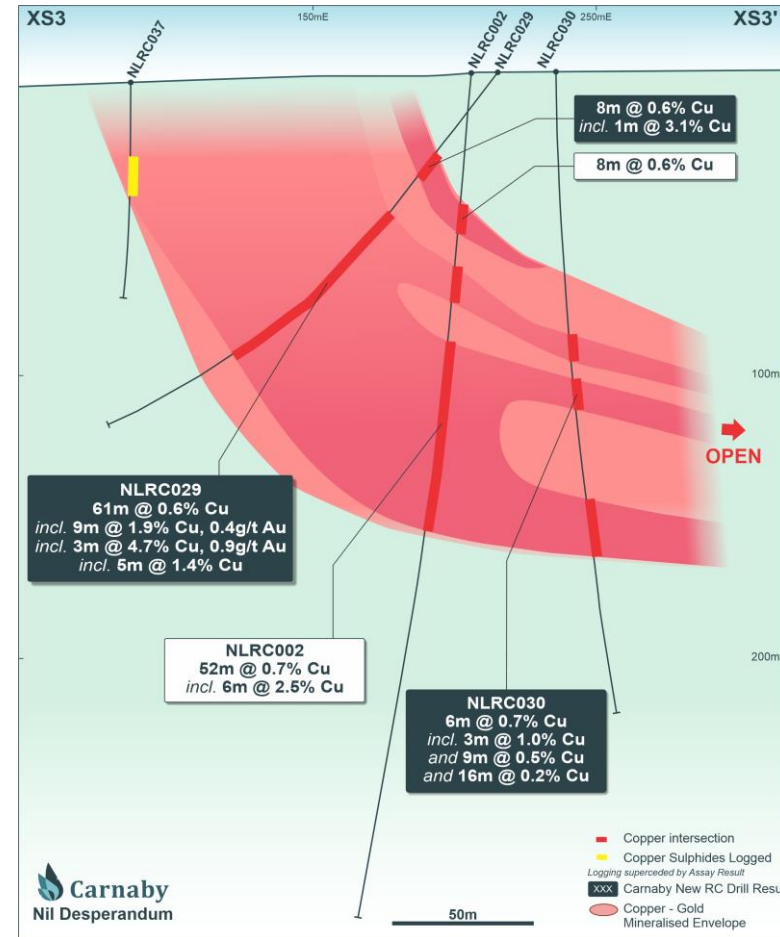 XS3
XS3'
150mE
250mE
NLRC037
NLRC002
NLRC029
NLRC030
8m @ 0.6% Cu
incl. 1m @ 3.1% Cu
8m @ 0.6% Cu
100m
OPEN
NLRC029
61m @ 0.6% Cu
incl. 9m @ 1.9% Cu, 0.4g/t Au
incl. 3m @ 4.7% Cu, 0.9g/t Au
incl. 5m @ 1.4% Cu
NLRC002
52m @ 0.7% Cu
incl. 6m @ 2.5% Cu
200m
NLRC030
6m @ 0.7% Cu
incl. 3m @ 1.0% Cu
and 9m @ 0.5% Cu
and 16m @ 0.2% Cu
Copper intersection
Copper Sulphides Logged
Logging superceded by Assay Result
XXX Carnaby New RC Drill Resu
Copper - Gold
Mineralised Envelope
Carnaby
Nil Desperandum
50m